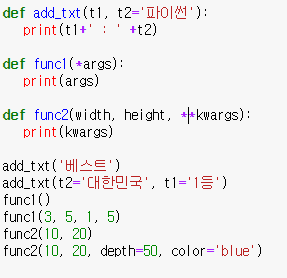 def add_txt(t1, t2='파이썬'):
    print(t1+' : ' +t2)
def func1(*args):
    print(args)
def func2(width, height, **kwargs):
    print(kwargs)
add_txt('베스트')
add_txt(t2='대한민국', t1='1등')
func1()
func1(3, 5, 1, 5)
func2(10, 20)
func2(10, 20, depth=50, color='blue')